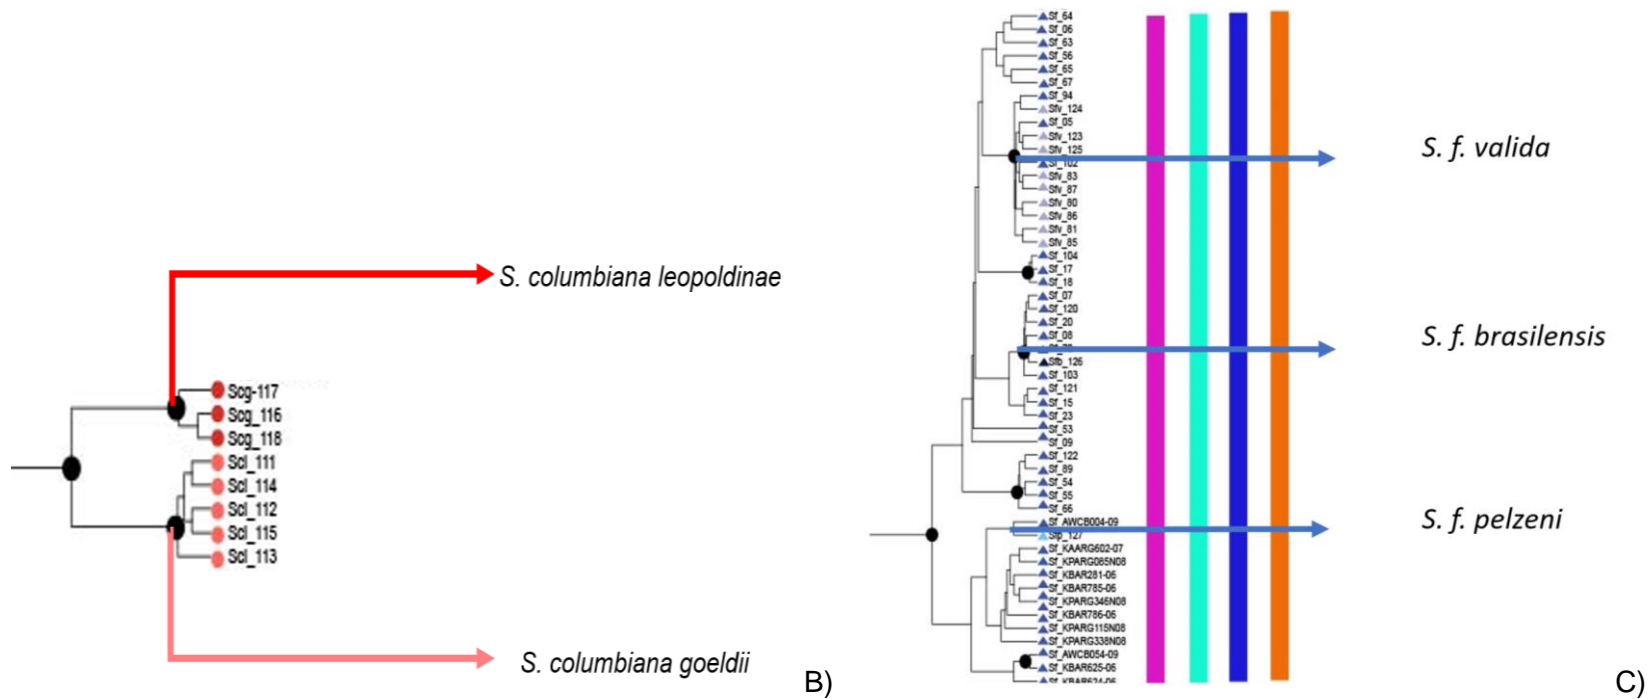 S. columbiana leopoldinae
Scg-117
Scg_116
Scg_118
Scl_111
Scl_114
Scl_112
Scl_115
Scl_113
S. columbiana goeldii
B)
Sf_64
Sf_06
Sf_63
Sf_56
Sf_65
Sf_67
Sf_94
Sfv_124
Sf_05
Sfv_123
Sfv_125
Sf_102
Sfv_83
Sfv_87
Sfv_80
Sfv_86
Sfv_81
Sfv_85
Sf_104
Sf_17
Sf_18
Sf_07
Sf_120
Sf_20
Sf_08
Sfb_126
Sf_103
Sf_121
Sf_15
Sf_23
Sf_53
Sf_09
Sf_122
Sf_89
Sf_54
Sf_55
Sf_66
Sf_AWCB004-09
Sfp_127
Sf_KAARG602-07
Sf_KPARG085N08
Sf_KBAR281-06
Sf_KBAR785-06
Sf_KPARG346N08
Sf_KBAR786-06
Sf_KPARG115N08
Sf_KPARG338N08
Sf_AWCB054-09
Sf_KBAR625-06
Sf_KBAR624-06
S. f. valida
S. f. brasilensis
S. f. pelzeni
C)